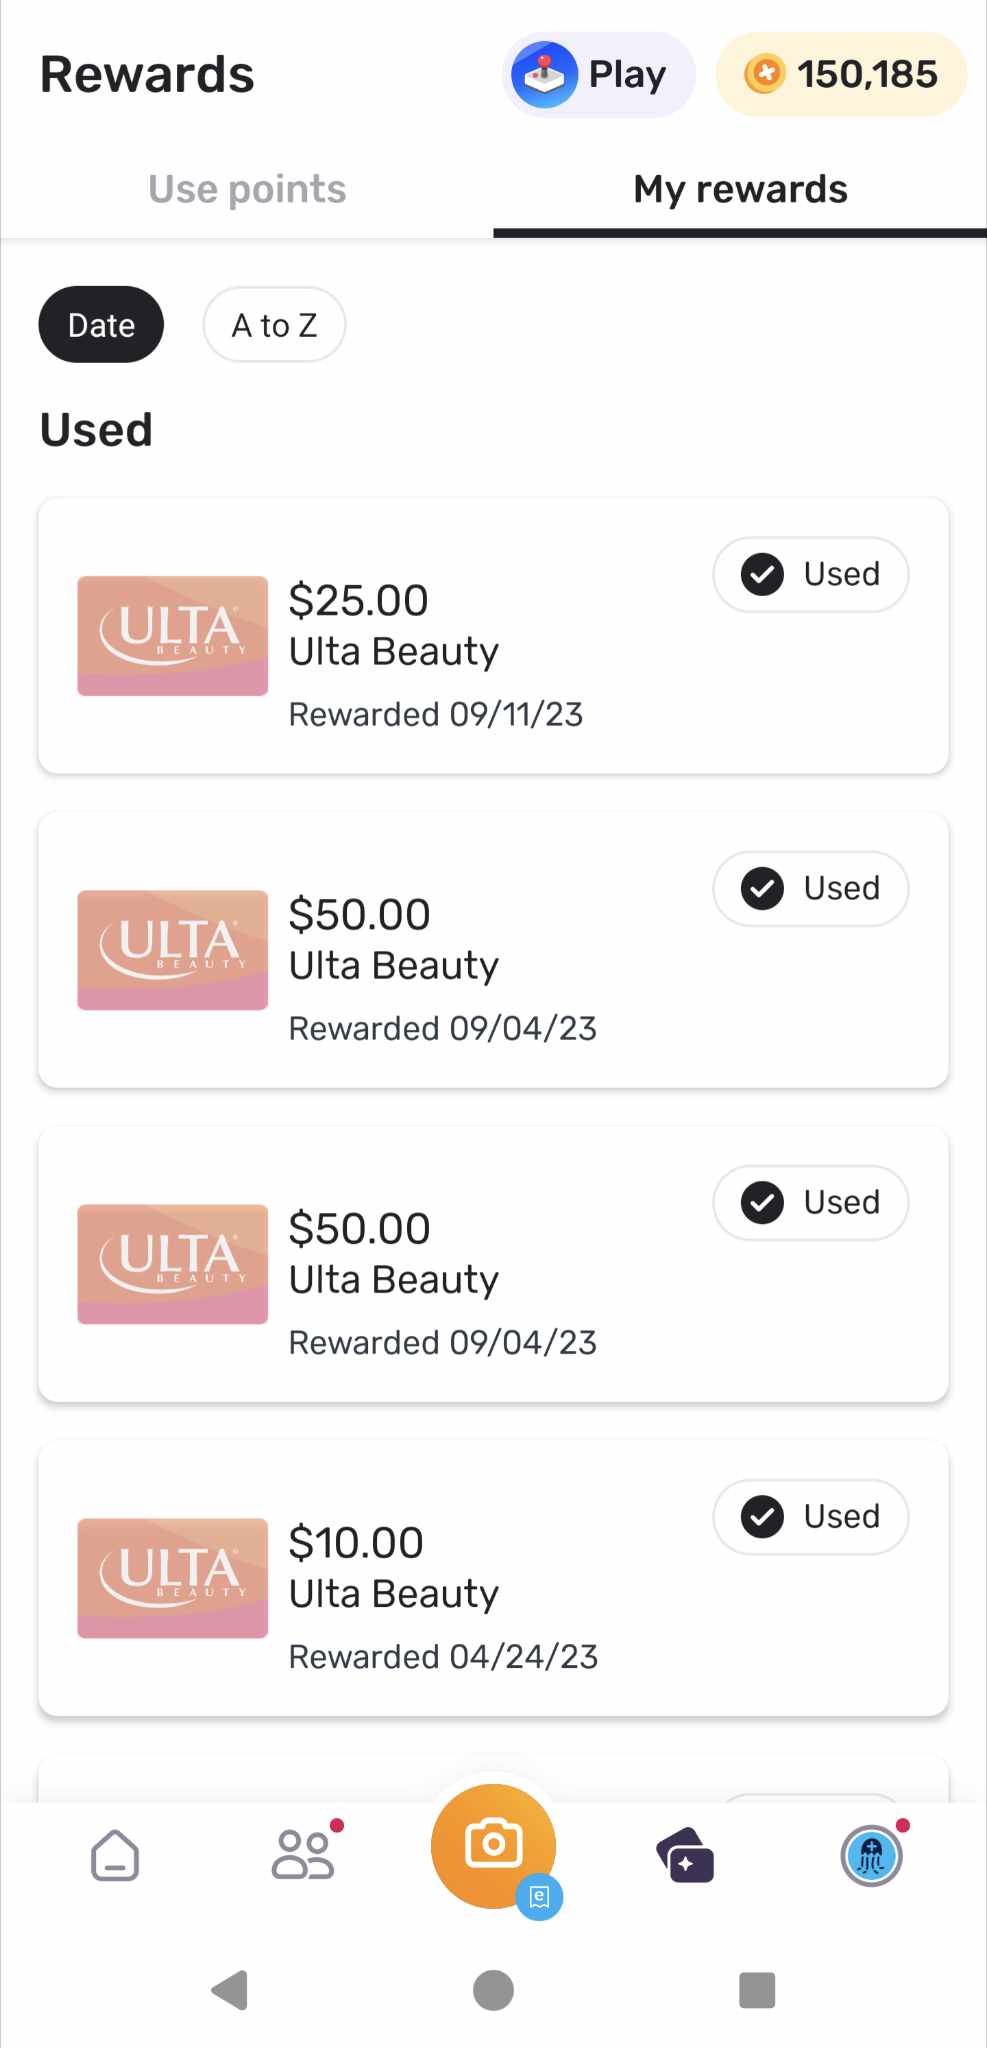 Rewards
Play
150,185
Use points
My rewards
Date
A to Z
Used
Used
ULTA
BEAUTY
$25.00
Ulta Beauty
Rewarded 09/11/23
Used
ULTA
BEAUTY
$50.00
Ulta Beauty
Rewarded 09/04/23
Used
ULTA
BEAUTY
$50.00
Ulta Beauty
Rewarded 09/04/23
Used
ULTA
BEAUTY
$10.00
Ulta Beauty
Rewarded 04/24/23
e